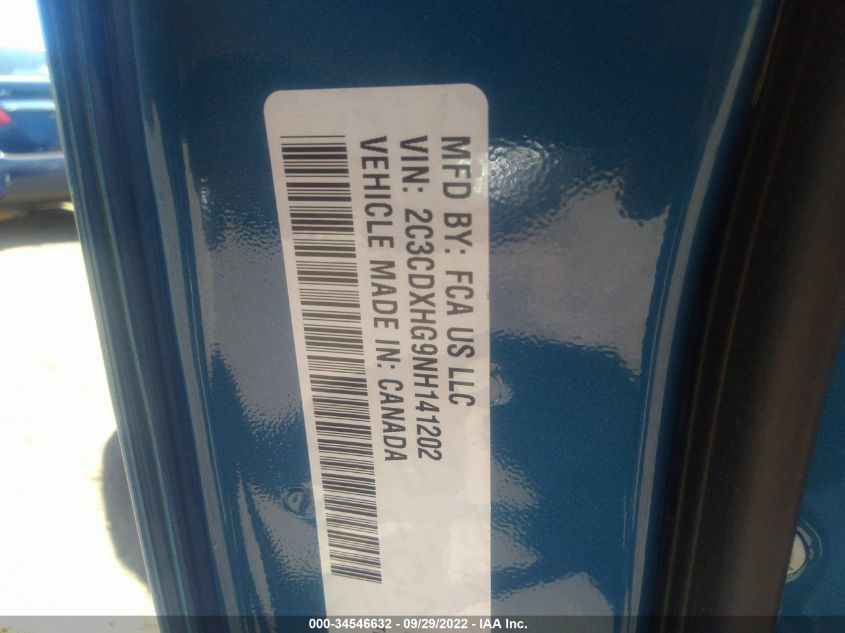 MFD BY: FCA US LLC
VIN: 2C3CDXHG9NH141202
VEHICLE MADE IN: CANADA
000-34546632 - 09/29/2022 - IAA Inc.